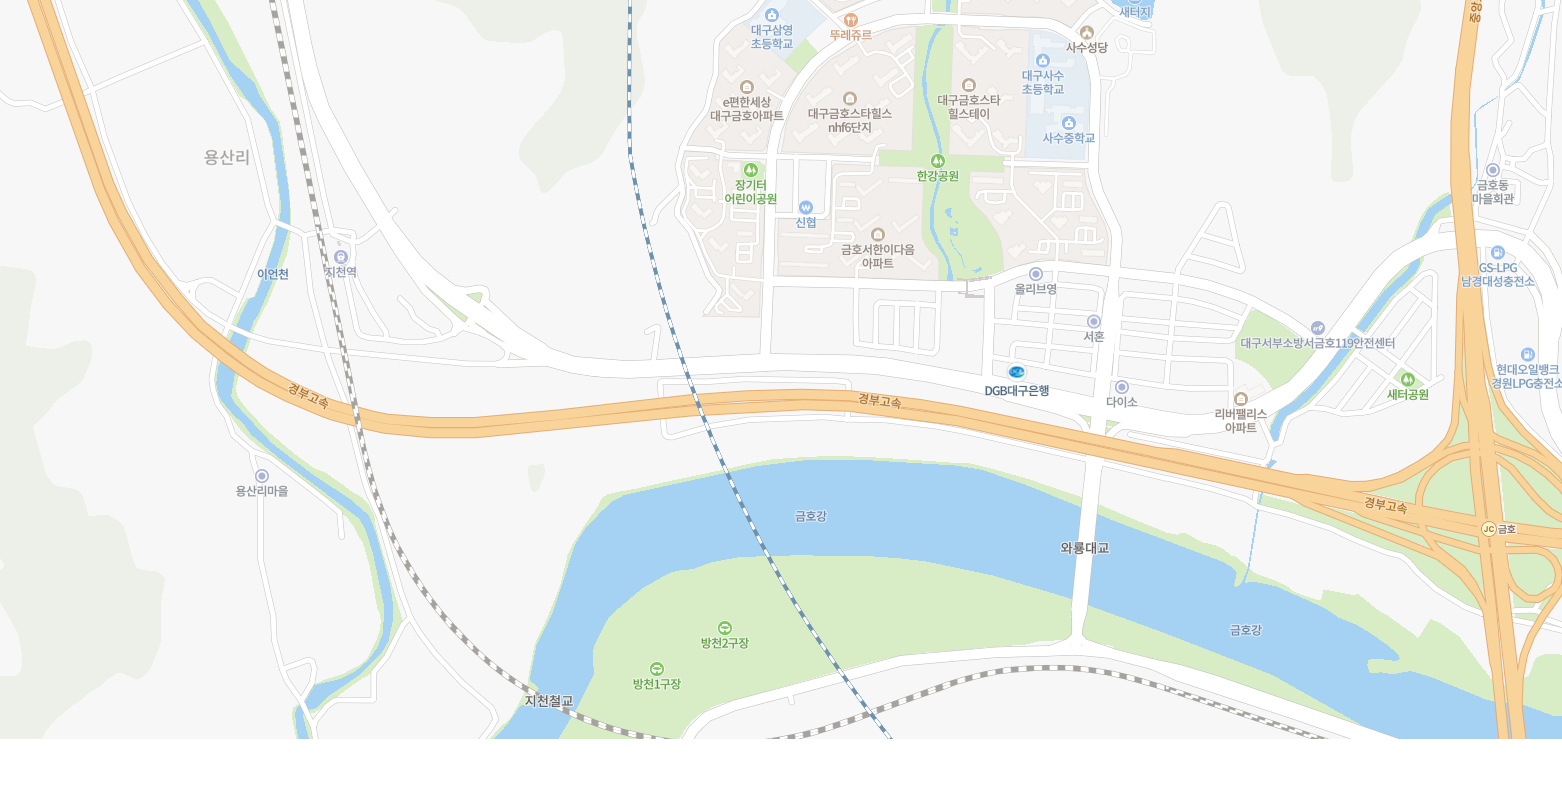 새터지
중앙
대구삼영
초등학교
뚜레쥬르
사수성당
대구사수
초등학교
e편한세상
대구금호아파트
대구금호스타힐스
nhf6단지
대구금호스타
힐스테이
사수중학교
용산리
장기터
어린이공원
한강공원
금호동
마을회관
신협
금호서한이다음
아파트
이언천
지천역
올리브영
GS-LPG
남경대성충전소
서혼
대구서부소방서금호119안전센터
현대오일뱅크
경원LPG충전소
DGB대구은행
새터공원
경부고속
경부고속
다이소
리버팰리스
아파트
용산리마을
경부고속
금호강
JC 금호
와룡대교
방천2구장
금호강
방천1구장
지천철교